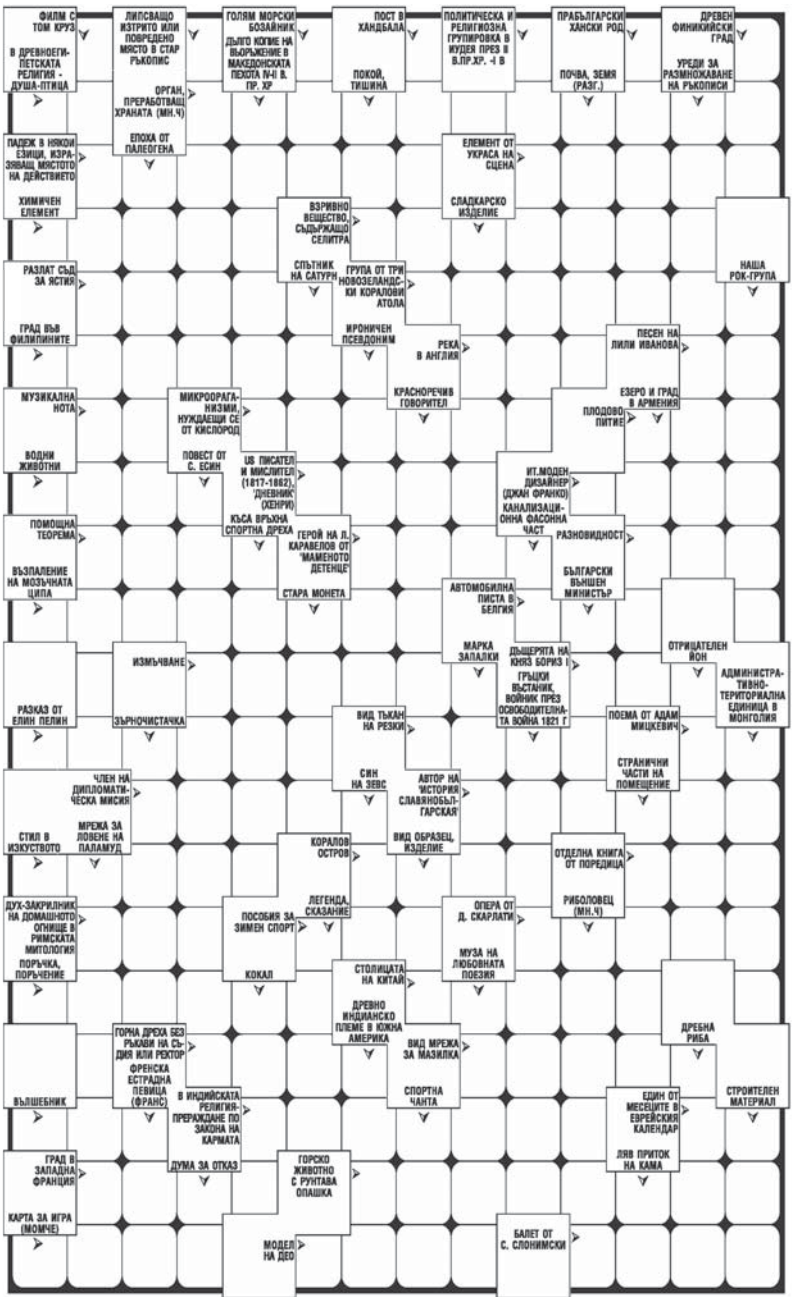 ФИЛМ С
ТОМ КРУЗ
В ДРЕВНОЕГИ-
ПЕТСКАТА
РЕЛИГИЯ -
ДУША-ПТИЦА
ЛИПСВАЩО
ИЗТРИТО ИЛИ
ПОВРЕДЕНО
МЯСТО В СТАР
РЪКОПИС
ОРГАН,
ПРЕРАБОТВАЩ
ХРАНАТА (МН.Ч)
ЕПОХА ОТ
ПАЛЕОГЕНА
ГОЛЯМ МОРСКИ
БОЗАЙНИК
ДЪЛГО КОПИЕ НА
ВЪОРЪЖЕНИЕ В
МАКЕДОНСКАТА
ПЕХОТА IV-II В.
ПР. ХР
ПОСТ В
ХАНДБАЛА
ПОКОЙ,
ТИШИНА
ПОЛИТИЧЕСКА И
РЕЛИГИОЗНА
ГРУПИРОВКА В
ИУДЕЯ ПРЕЗ II
В.ПР.ХР. -I В
ПРАБЪЛГАРСКИ
ХАНСКИ РОД
ПОЧВА, ЗЕМЯ
(РАЗГ.)
ДРЕВЕН
ФИНИКИЙСКИ
ГРАД
УРЕДИ ЗА
РАЗМНОЖАВАНЕ
НА РЪКОПИСИ
ПАДЕЖ В НЯКОИ
ЕЗИЦИ, ИЗРА-
ЗЯВАЩ МЯСТОТО
НА ДЕЙСТВИЕТО
ХИМИЧЕН
ЕЛЕМЕНТ
ЕЛЕМЕНТ ОТ
УКРАСА НА
СЦЕНА
СЛАДКАРСКО
ИЗДЕЛИЕ
ВЗРИВНО
ВЕЩЕСТВО,
СЪДЪРЖАЩО
СЕЛИТРА
СПЪТНИК
НА САТУРН
НАША
РОК-ГРУПА
РАЗЛАТ СЪД
ЗА ЯСТИЯ
ГРАД ВЪВ
ФИЛИПИНИТЕ
ГРУПА ОТ ТРИ
НОВОЗЕЛАНДС-
КИ КОРАЛОВИ
АТОЛА
ИРОНИЧЕН
ПСЕВДОНИМ
РЕКА
В АНГЛИЯ
КРАСНОРЕЧИВ
ГОВОРИТЕЛ
ПЕСЕН НА
ЛИЛИ ИВАНОВА
ЕЗЕРО И ГРАД
В АРМЕНИЯ
МУЗИКАЛНА
НОТА
ВОДНИ
ЖИВОТНИ
МИКРООРАГА-
НИЗМИ,
НУЖДАЕЩИ СЕ
ОТ КИСЛОРОД
ПОВЕСТ ОТ
С. ЕСИН
ПЛОДОВО
ПИТИЕ
US ПИСАТЕЛ
И МИСЛИТЕЛ
(1817-1862),
'ДНЕВНИК'
(ХЕНРИ)
КЪСА ВРЪХНА
СПОРТНА ДРЕХА
ИТ.МОДЕН
ДИЗАЙНЕР
(ДЖАН ФРАНКО)
КАНАЛИЗАЦИ-
ОННА ФАСОННА
ЧАСТ
ПОМОЩНА
ТЕОРЕМА
ВЪЗПАЛЕНИЕ
НА МОЗЪЧНАТА
ЦИПА
ГЕРОЙ НА Л.
КАРАВЕЛОВ ОТ
'МАМЕНОТО
ДЕТЕНЦЕ'
СТАРА МОНЕТА
РАЗНОВИДНОСТ
БЪЛГАРСКИ
ВЪНШЕН
МИНИСТЪР
АВТОМОБИЛНА
ПИСТА В
БЕЛГИЯ
МАРКА
ЗАПАЛКИ
ОТРИЦАТЕЛЕН
ЙОН
РАЗКАЗ ОТ
ЕЛИН ПЕЛИН
ИЗМЪЧВАНЕ
ЗЪРНОЧИСТАЧКА
ДЪЩЕРЯТА НА
КНЯЗ БОРИЗ I
ГРЪЦКИ
ВЪСТАНИК,
ВОЙНИК ПРЕЗ
ОСВОБОДИТЕЛНА-
ТА ВОЙНА 1821 Г
АДМИНИСТРА-
ТИВНО-
ТЕРИТОРИАЛНА
ЕДИНИЦА В
МОНГОЛИЯ
ВИД ТЪКАН
НА РЕЗКИ
СИН
НА ЗЕВС
ПОЕМА ОТ АДАМ
МИЦКЕВИЧ
СТРАНИЧНИ
ЧАСТИ НА
ПОМЕЩЕНИЕ
ЧЛЕН НА
ДИПЛОМАТИ-
ЧЕСКА МИСИЯ
СТИЛ В
ИЗКУСТВОТО
МРЕЖА ЗА
ЛОВЕНЕ НА
ПАЛАМУД
АВТОР НА
'ИСТОРИЯ
СЛАВЯНОБЪЛ-
ГАРСКАЯ'
ВИД ОБРАЗЕЦ,
ИЗДЕЛИЕ
КОРАЛОВ
ОСТРОВ
ЛЕГЕНДА,
СКАЗАНИЕ
ОТДЕЛНА КНИГА
ОТ ПОРЕДИЦА
РИБОЛОВЕЦ
(МН.Ч)
ДУХ-ЗАКРИЛНИК
НА ДОМАШНОТО
ОГНИЩЕ В
РИМСКАТА
МИТОЛОГИЯ
ПОРЪЧКА,
ПОРЪЧЕНИЕ
ПОСОБИЯ ЗА
ЗИМЕН СПОРТ
КОКАЛ
ОПЕРА ОТ
Д. СКАРЛАТИ
МУЗА НА
ЛЮБОВНАТА
ПОЕЗИЯ
СТОЛИЦАТА
НА КИТАЙ
ДРЕВНО
ИНДИАНСКО
ПЛЕМЕ В ЮЖНА
АМЕРИКА
ДРЕБНА
РИБА
ВЪЛШЕБНИК
ГОРНА ДРЕХА БЕЗ
РЪКАВИ НА СЪ-
ДИЯ ИЛИ РЕКТОР
ФРЕНСКА
ЕСТРАДНА
ПЕВИЦА
(ФРАНС)
ВИД МРЕЖА
ЗА МАЗИЛКА
СПОРТНА
ЧАНТА
СТРОИТЕЛЕН
МАТЕРИАЛ
В ИНДИЙСКАТА
РЕЛИГИЯ-
ПРЕРАЖДАНЕ ПО
ЗАКОНА НА
КАРМАТА
ДУМА ЗА ОТКАЗ
ЕДИН ОТ
МЕСЕЦИТЕ В
ЕВРЕЙСКИЯ
КАЛЕНДАР
ЛЯВ ПРИТОК
НА КАМА
ГРАД В
ЗАПАДНА
ФРАНЦИЯ
КАРТА ЗА ИГРА
(МОМЧЕ)
ГОРСКО
ЖИВОТНО
С РУНТАВА
ОПАШКА
МОДЕЛ
НА ДЕО
БАЛЕТ ОТ
С. СЛОНИМСКИ